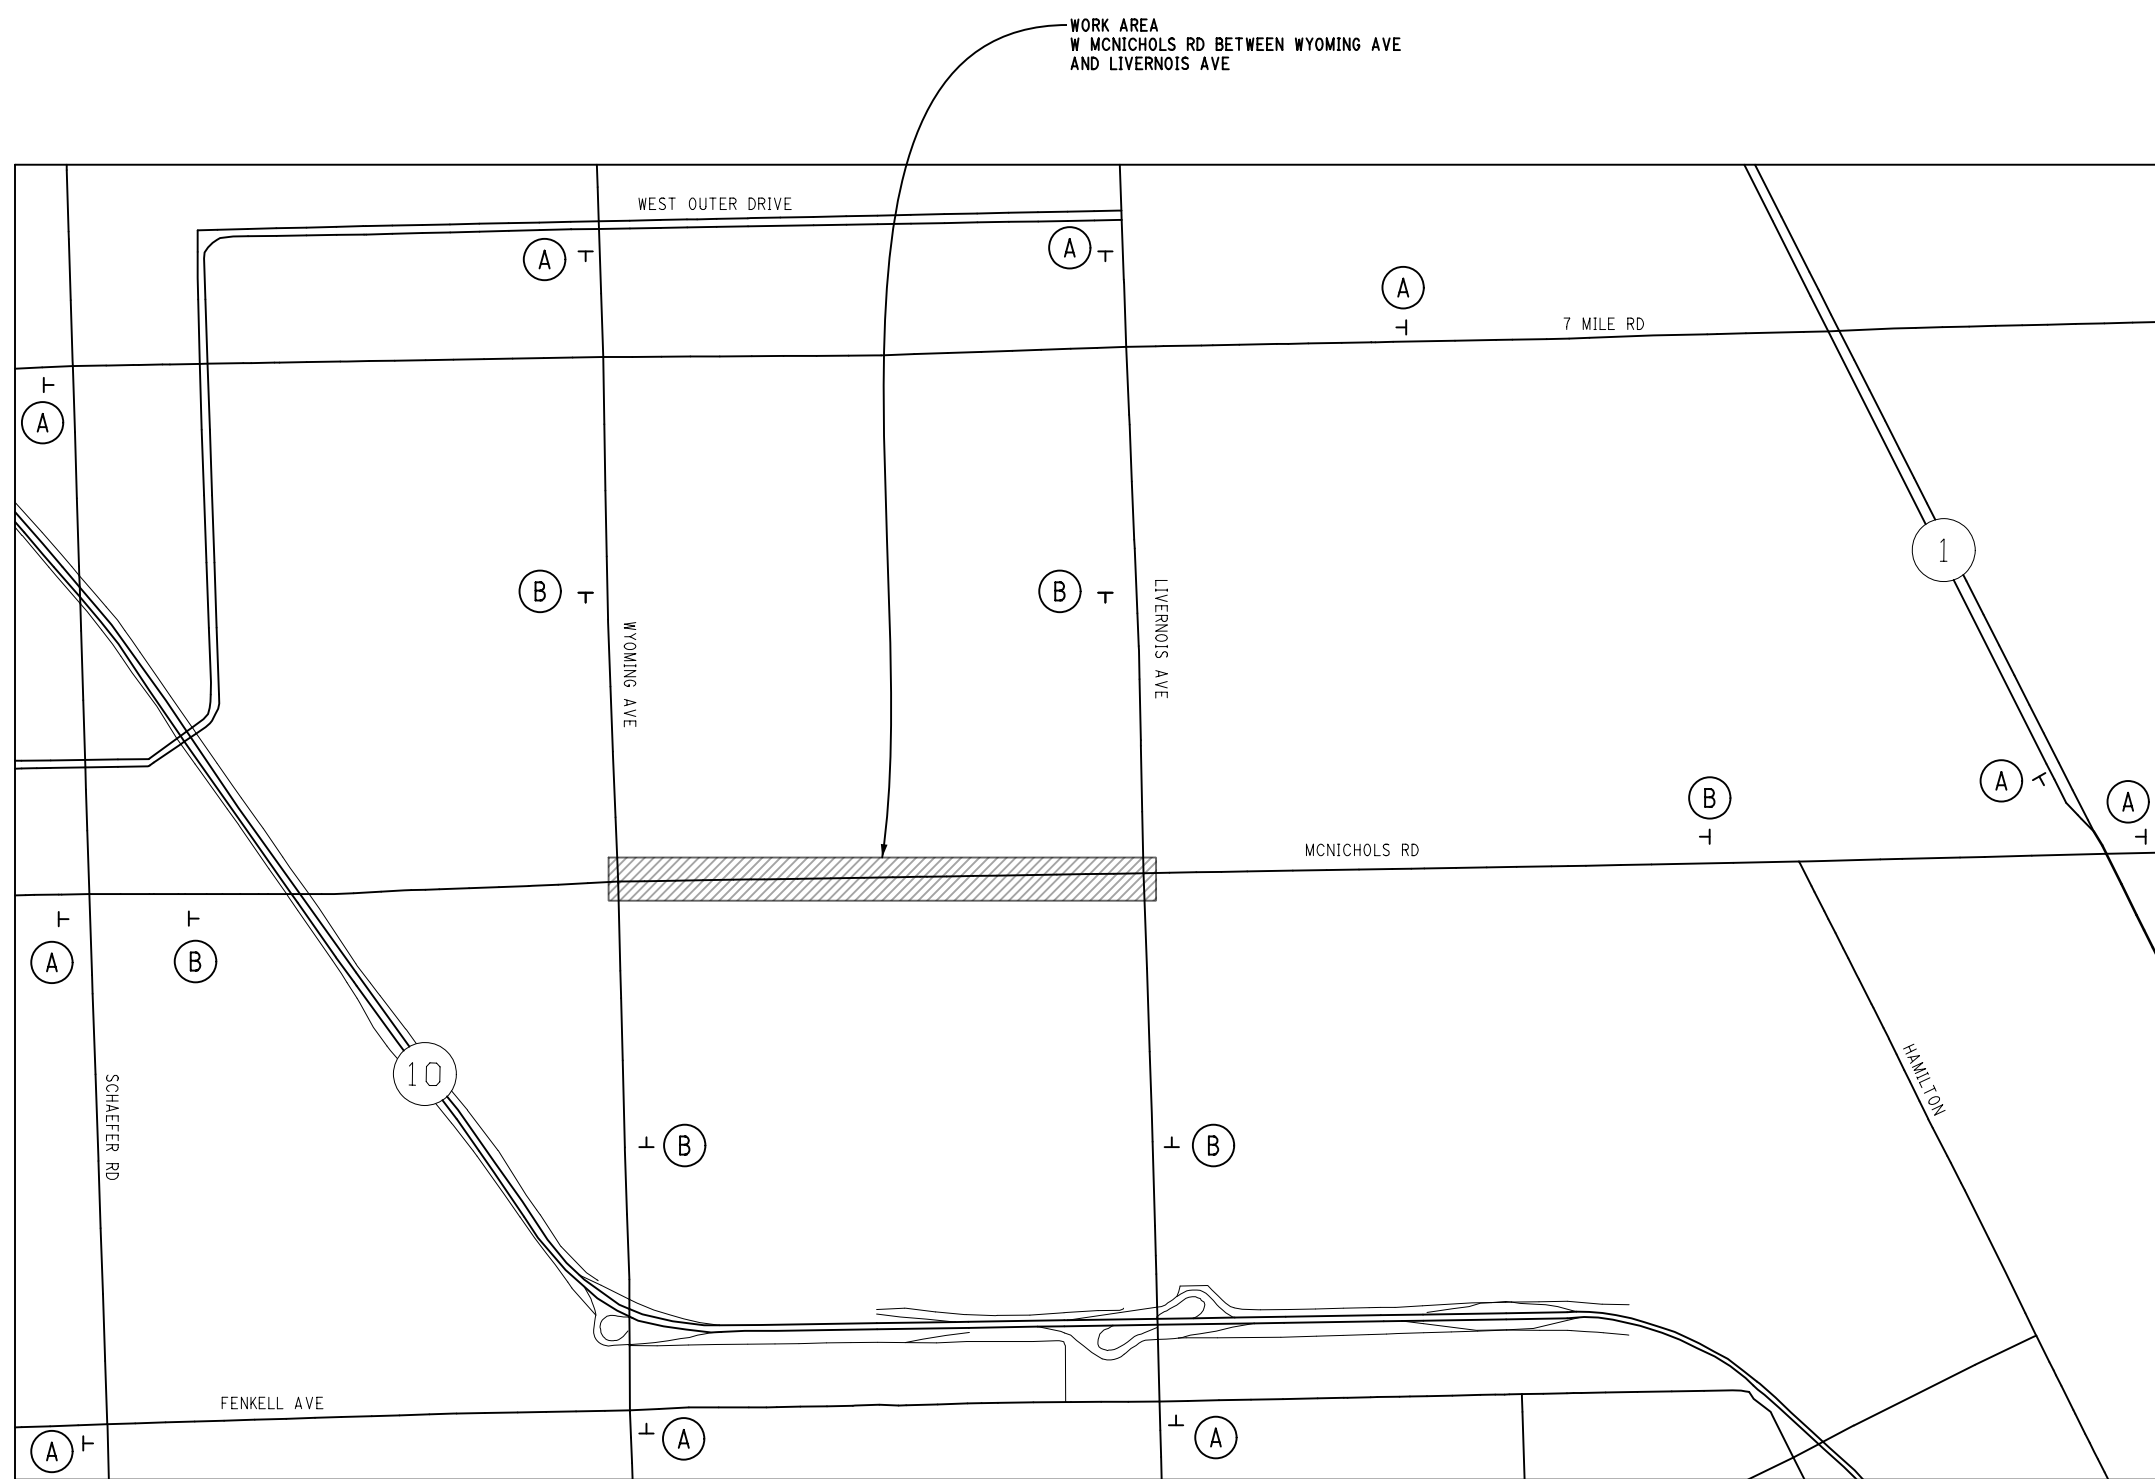 WORK AREA
W MCNICHOLS RD BETWEEN WYOMING AVE
AND LIVERNOIS AVE
WEST OUTER DRIVE
A
A
A
7 MILE RD
A
1
B
B
WYOMING AVE
LIVERNOIS AVE
A
B
A
MCNICHOLS RD
A
B
10
SCHAEFER RD
HAMILTON
B
B
FENKELL AVE
A
A
A